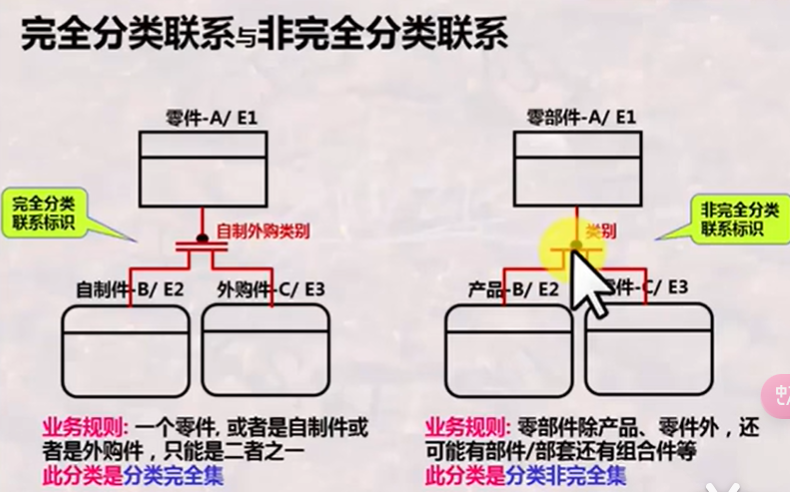 完全分类联系与非完全分类联系
零件-A/ E1
完全分类
联系标识
自制外购类别
自制件-B/ E2
外购件-C/ E3
业务规则: 一个零件, 或者是自制件或
者是外购件，只能是二者之一
此分类是分类完全集
零部件-A/ E1
非完全分类
联系标识
类别
产品-B/ E2
件-C/ E3
业务规则: 零部件除产品、零件外，还
可能有部件/部套还有组合件等
此分类是分类非完全集